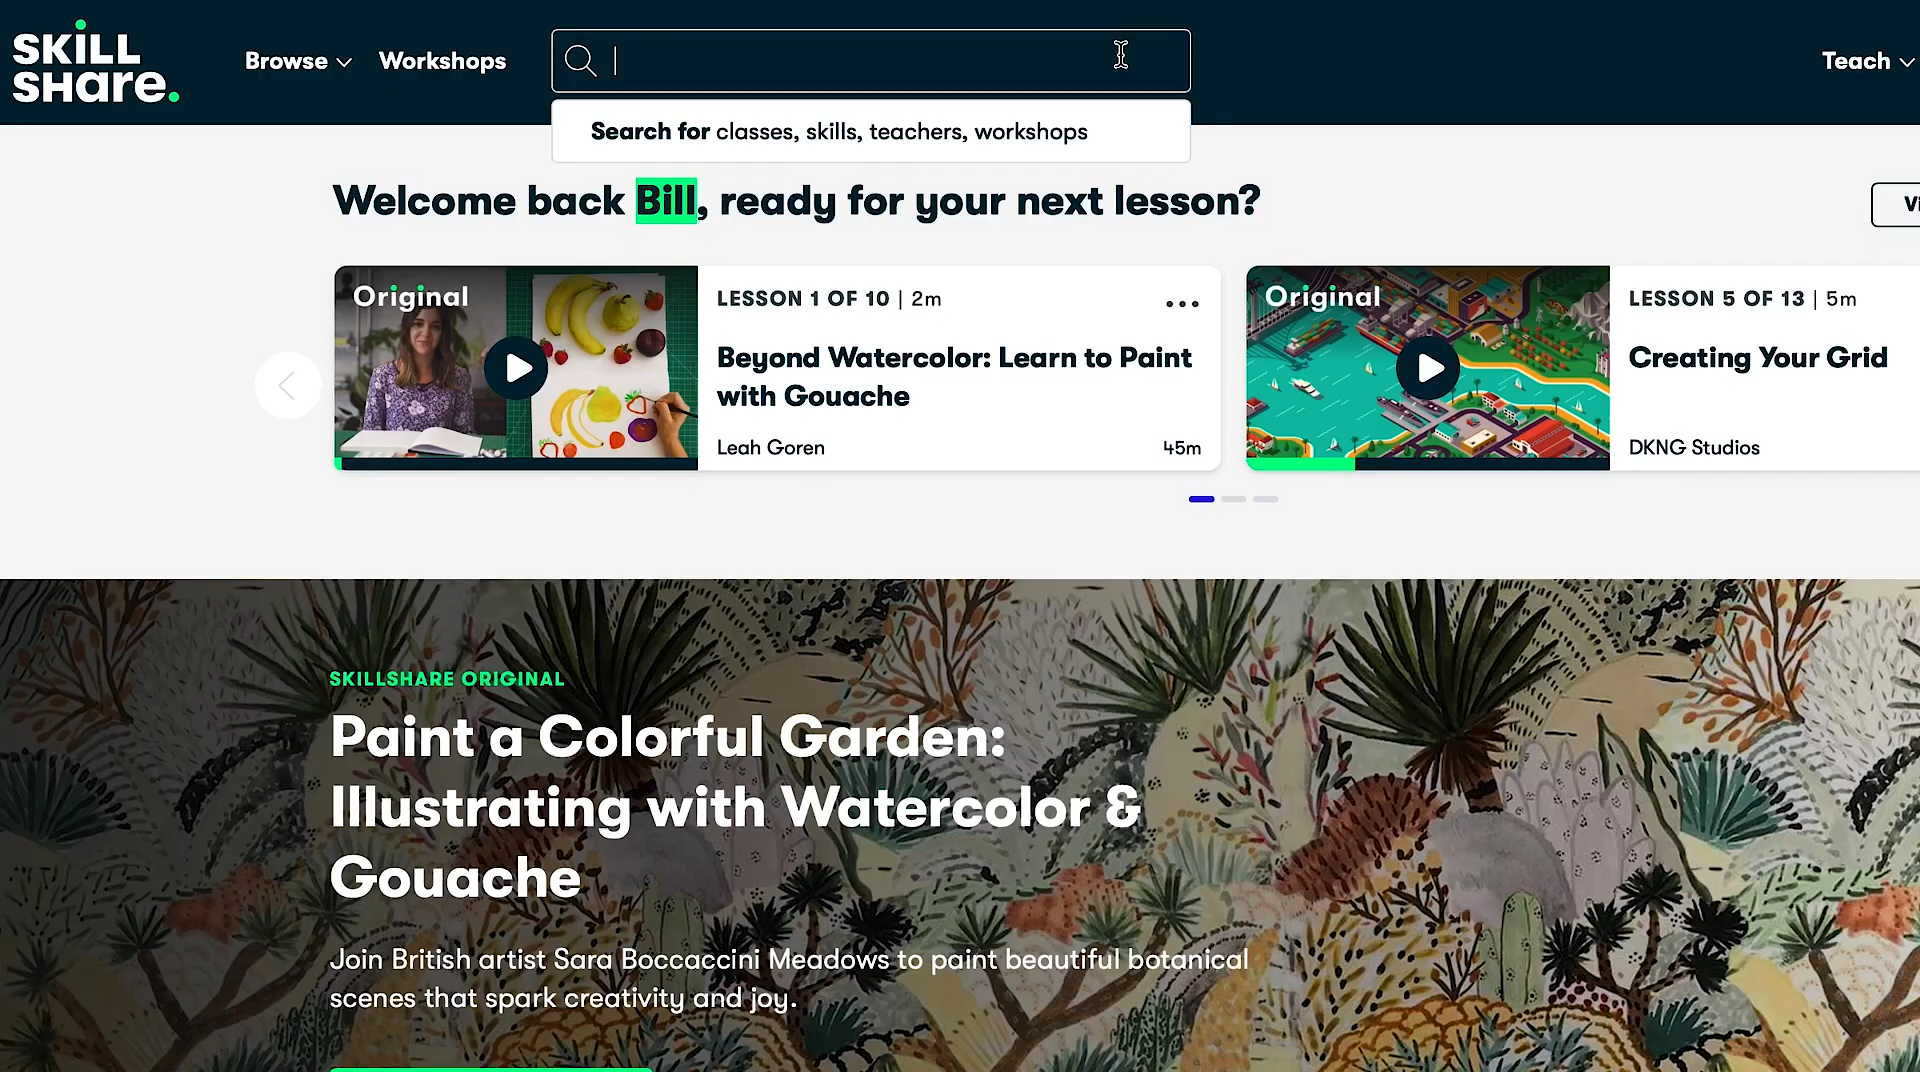 SKILL
SHare.
Browse
Workshops
Teach
Search for classes, skills, teachers, workshops
Welcome back Bill, ready for your next lesson?
Original
LESSON 1 OF 10 | 2m
Beyond Watercolor: Learn to Paint
with Gouache
Leah Goren
45m
Original
LESSON 5 OF 13 | 5m
Creating Your Grid
DKNG Studios
SKILLSHARE ORIGINAL
Paint a Colorful Garden:
Illustrating with Watercolor &
Gouache
Join British artist Sara Boccaccini Meadows to paint beautiful botanical
scenes that spark creativity and joy.